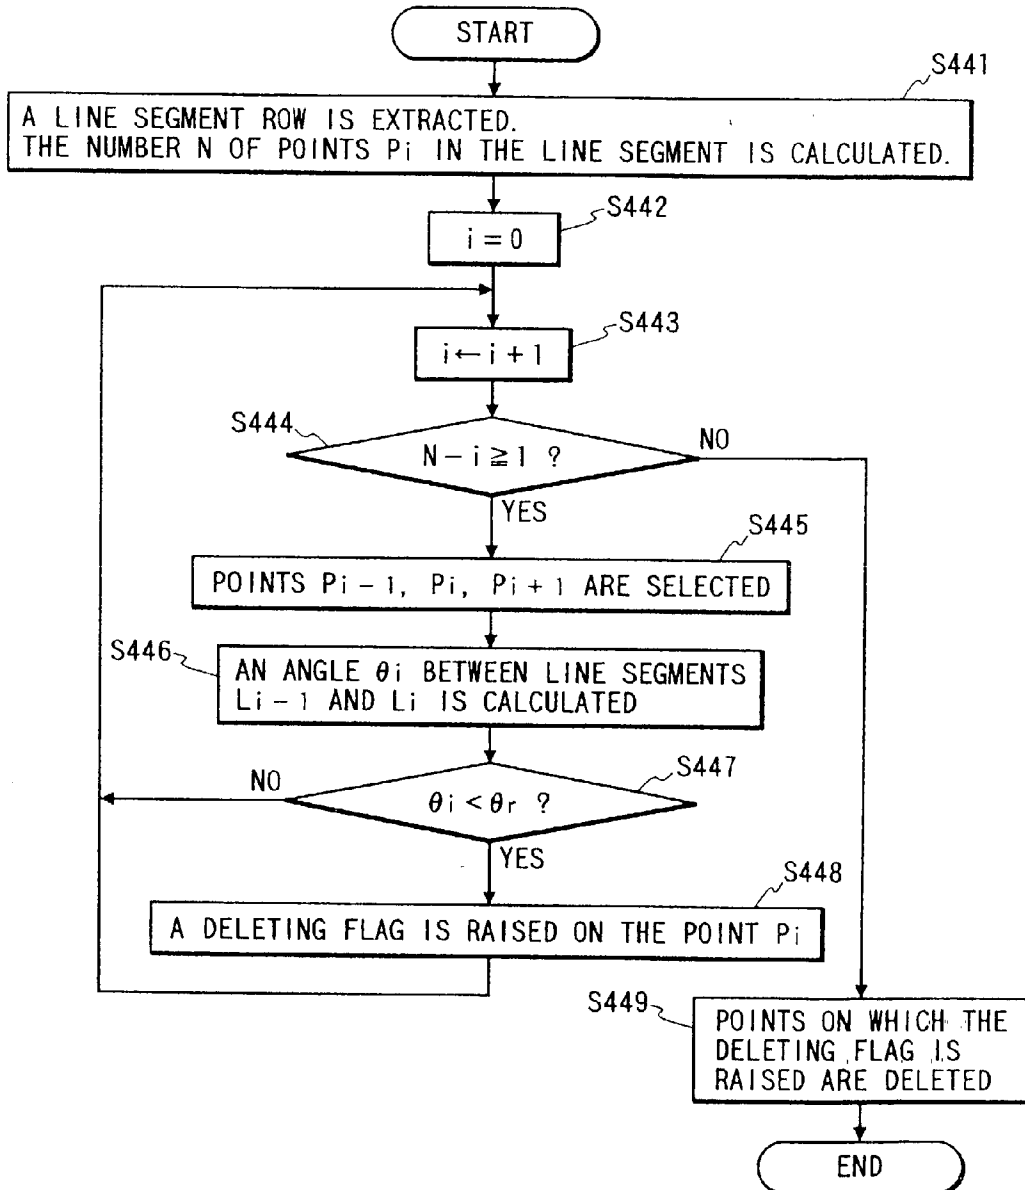 START
S441
A LINE SEGMENT ROW IS EXTRACTED.
THE NUMBER N OF POINTS Pi IN THE LINE SEGMENT IS CALCULATED.
S442
i = 0
S443
i ← i + 1
S444
N - i ≧ 1 ?
NO
YES
S445
POINTS Pi-1, Pi, Pi+1 ARE SELECTED
S446
AN ANGLE θi BETWEEN LINE SEGMENTS
Li-1 AND Li IS CALCULATED
S447
NO
θi < θr ?
YES
S448
A DELETING FLAG IS RAISED ON THE POINT Pi
S449
POINTS ON WHICH THE
DELETING FLAG IS
RAISED ARE DELETED
END